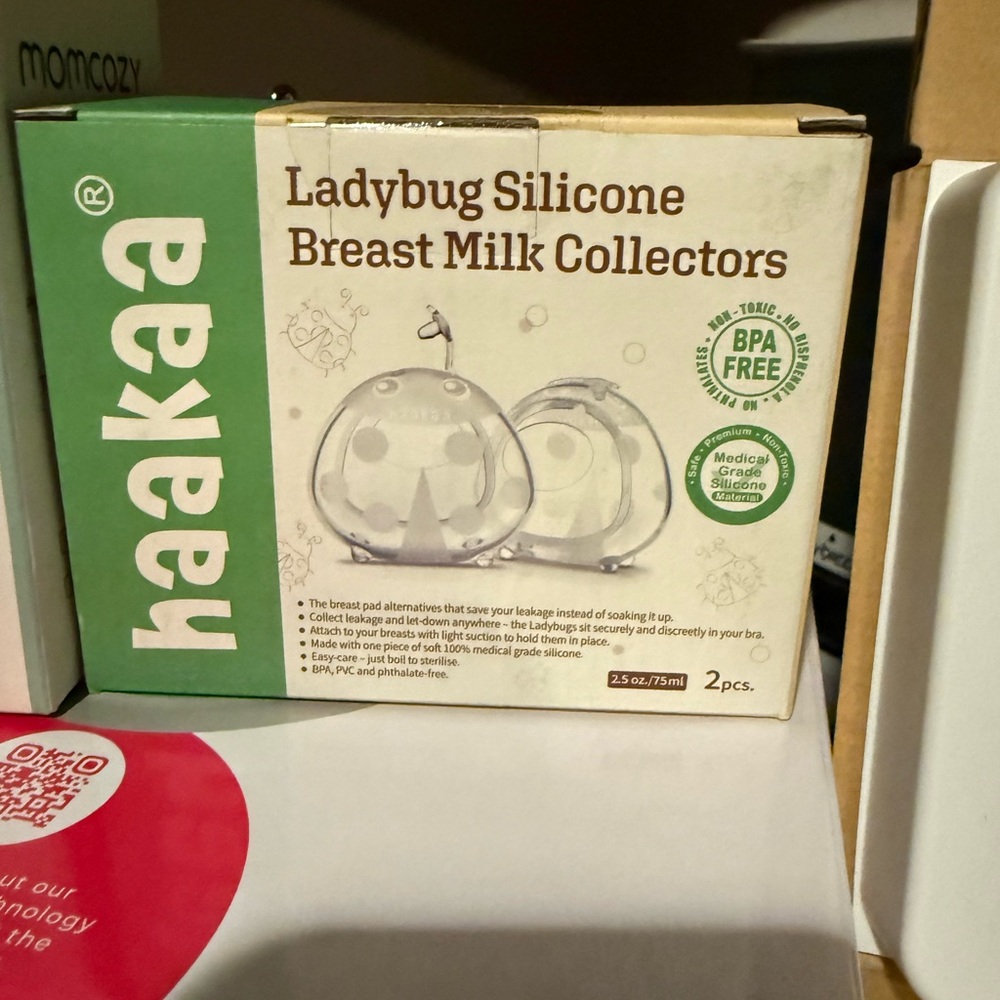 momcozy
haakaa®
Ladybug Silicone
Breast Milk Collectors
NON-TOXIC • NO BISPHENOL A • NO PHTHALATES •
BPA
FREE
• Safe • Premium • Non-Toxic •
Medical
Grade
Silicone
Material
• The breast pad alternatives that save your leakage instead of soaking it up.
• Collect leakage and let-down anywhere – the Ladybugs sit securely and discreetly in your bra.
• Attach to your breasts with light suction to hold them in place.
• Made with one piece of soft 100% medical grade silicone.
• Easy-care – just boil to sterilise.
• BPA, PVC and phthalate-free.
2.5 oz./75ml
2pcs.
ut our
hnology
the